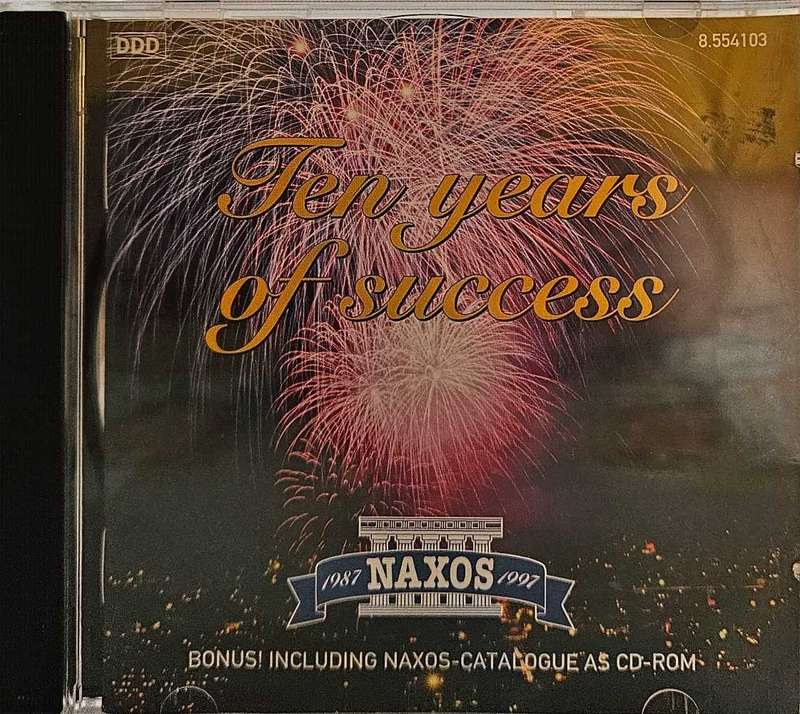 DDD
8.554103
Ten years
of success
1987 NAXOS 1997
BONUS! INCLUDING NAXOS-CATALOGUE AS CD-ROM